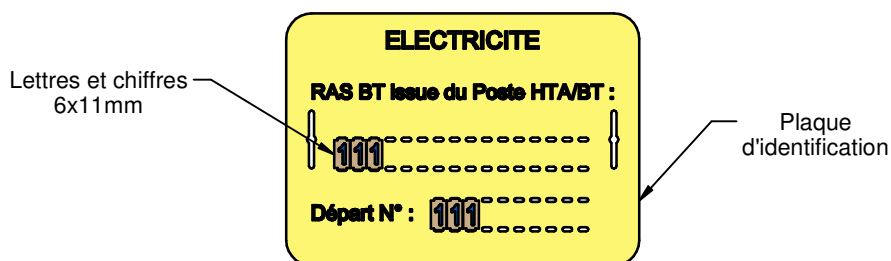 ELECTRICITE
Lettres et chiffres
6x11mm
RAS BT issue du Poste HTA/BT :
111
Plaque
d'identification
Départ N° : 111